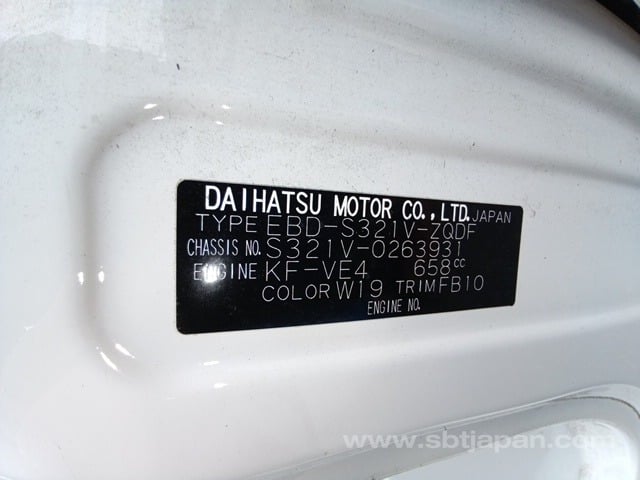 DAIHATSU MOTOR CO., LTD. JAPAN
TYPE EBD-S321V-ZQDF
CHASSIS NO. S321V-0263931
ENGINE KF-VE4 658cc
COLOR W19 TRIM FB10
ENGINE NO.
www.sbtjapan.com